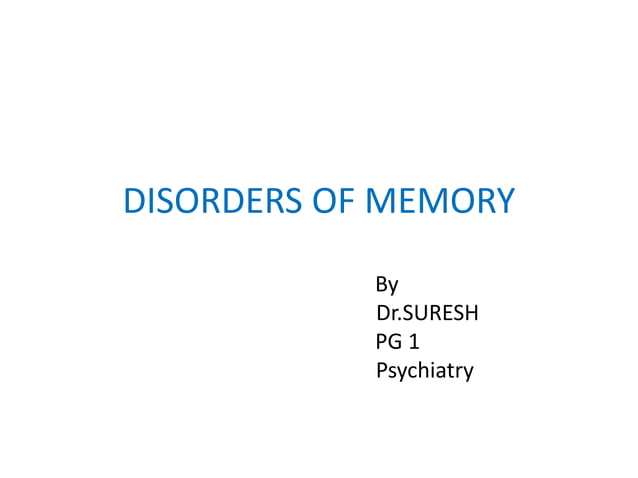 DISORDERS OF MEMORY
By
Dr.SURESH
PG 1
Psychiatry